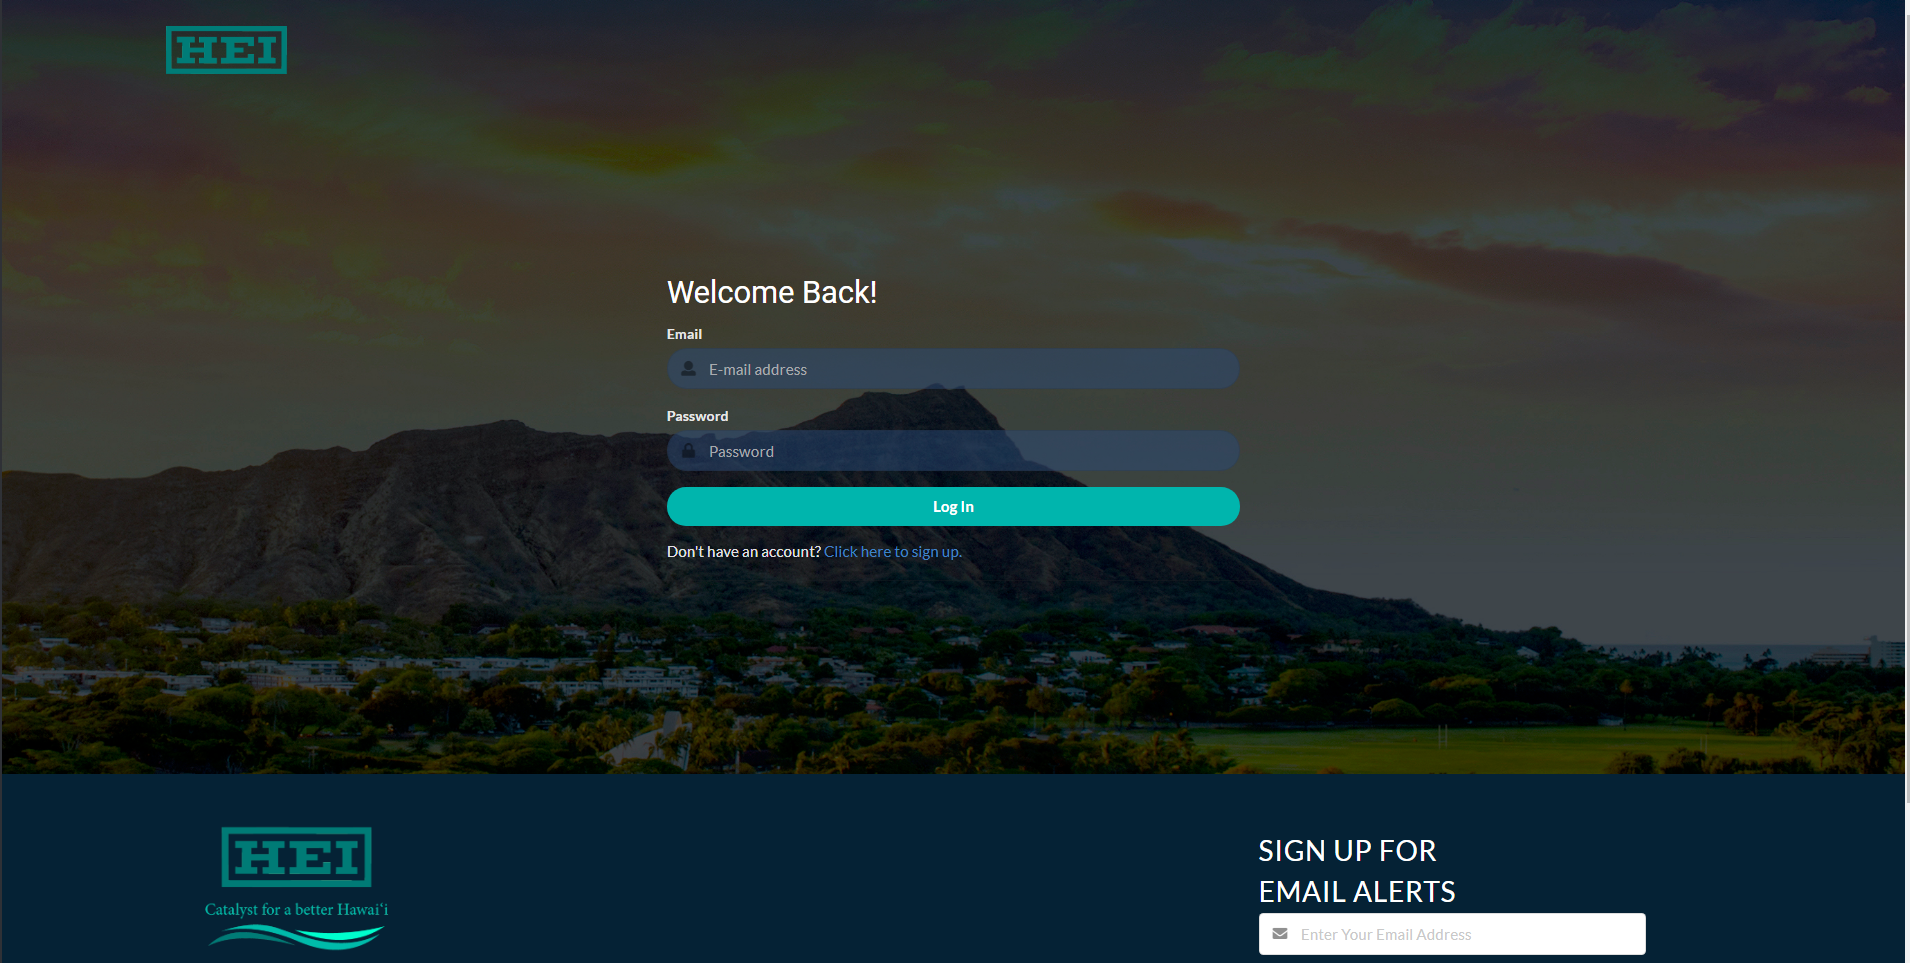 HEI
Welcome Back!
Email
E-mail address
Password
Password
Log In
Don't have an account? Click here to sign up.
HEI
Catalyst for a better Hawaiʻi
SIGN UP FOR
EMAIL ALERTS
Enter Your Email Address